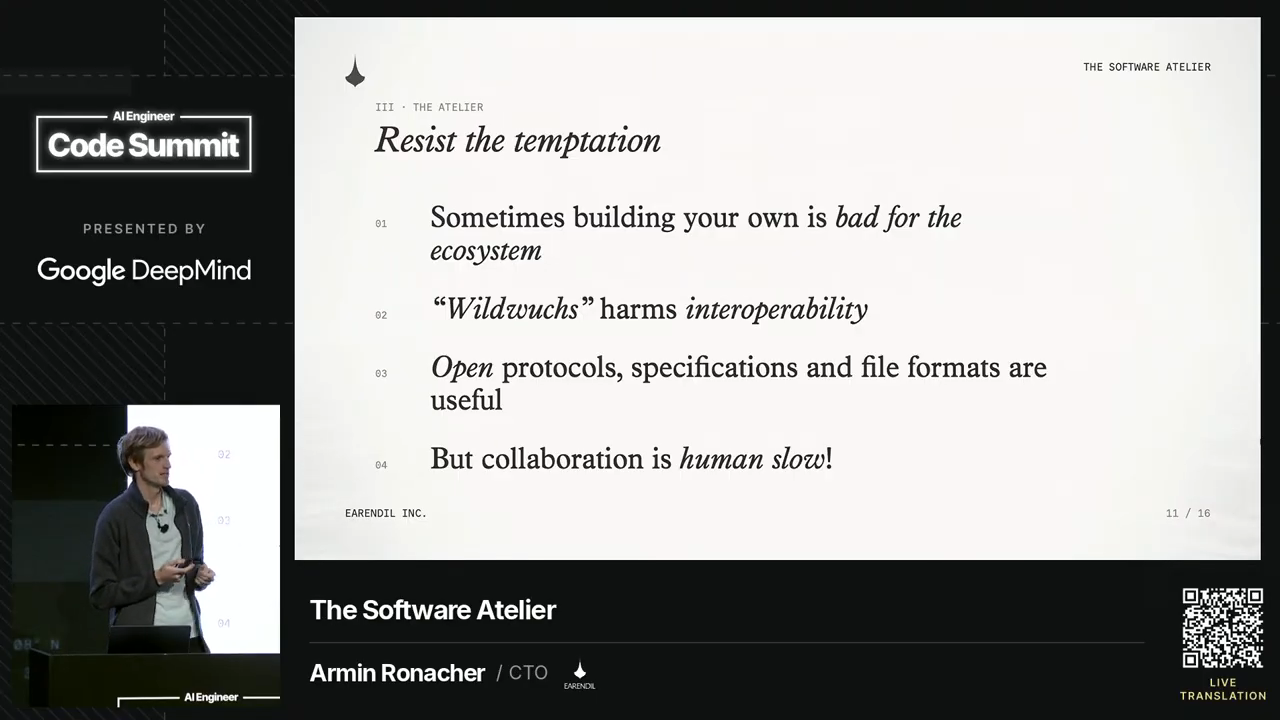 AI Engineer
Code Summit
PRESENTED BY
Google DeepMind
THE SOFTWARE ATELIER
III · THE ATELIER
Resist the temptation
01
Sometimes building your own is bad for the
ecosystem
02
“Wildwuchs” harms interoperability
03
Open protocols, specifications and file formats are
useful
04
But collaboration is human slow!
EARENDIL INC.
11 / 16
02
03
04
AI Engineer
The Software Atelier
Armin Ronacher / CTO
EARENDIL
LIVE
TRANSLATION